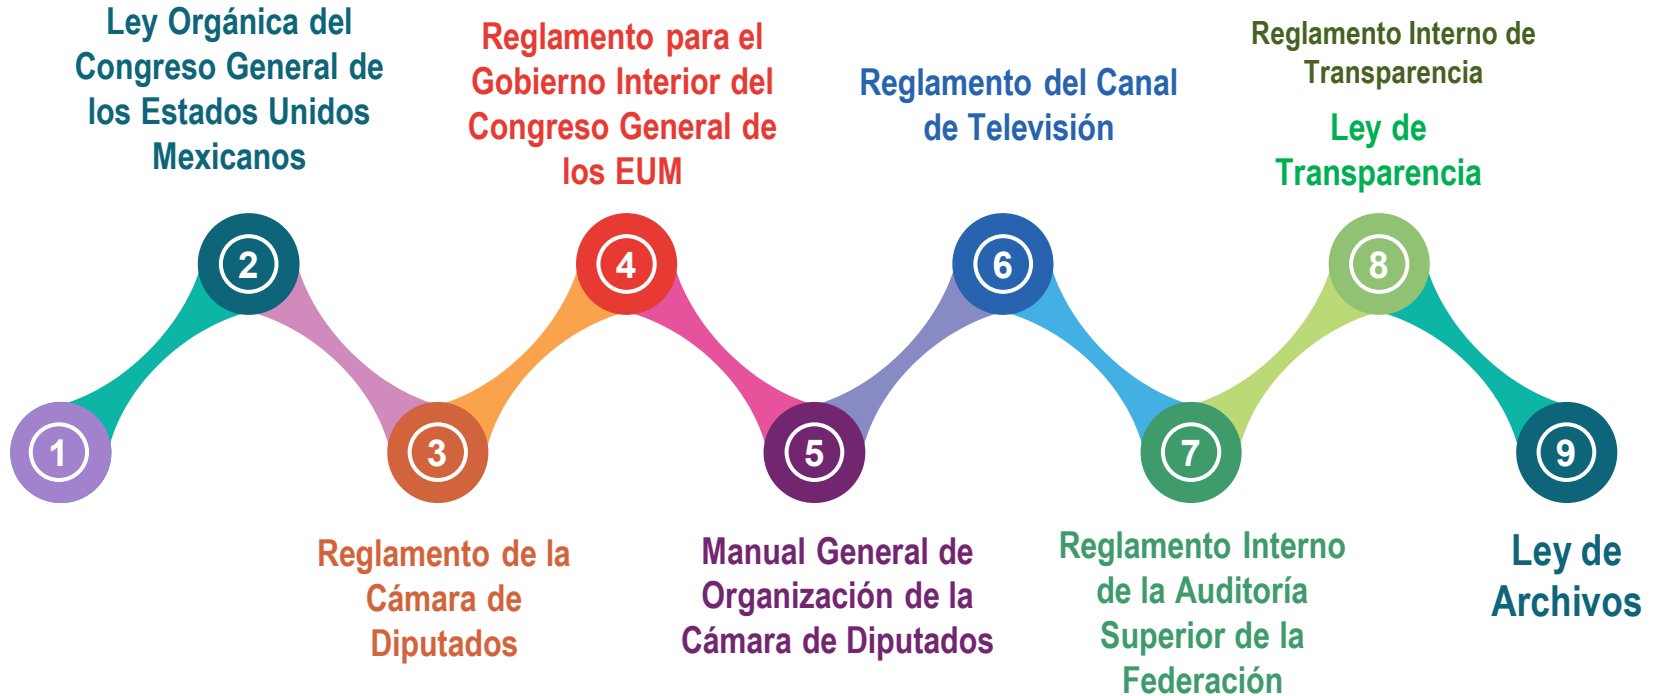 Ley Orgánica del
Congreso General de
los Estados Unidos
Mexicanos
Reglamento para el
Gobierno Interior del
Congreso General de
los EUM
Reglamento del Canal
de Televisión
Reglamento Interno de
Transparencia
Ley de
Transparencia
2
4
6
8
1
3
5
7
9
Reglamento de la
Cámara de
Diputados
Manual General de
Organización de la
Cámara de Diputados
Reglamento Interno
de la Auditoría
Superior de la
Federación
Ley de
Archivos